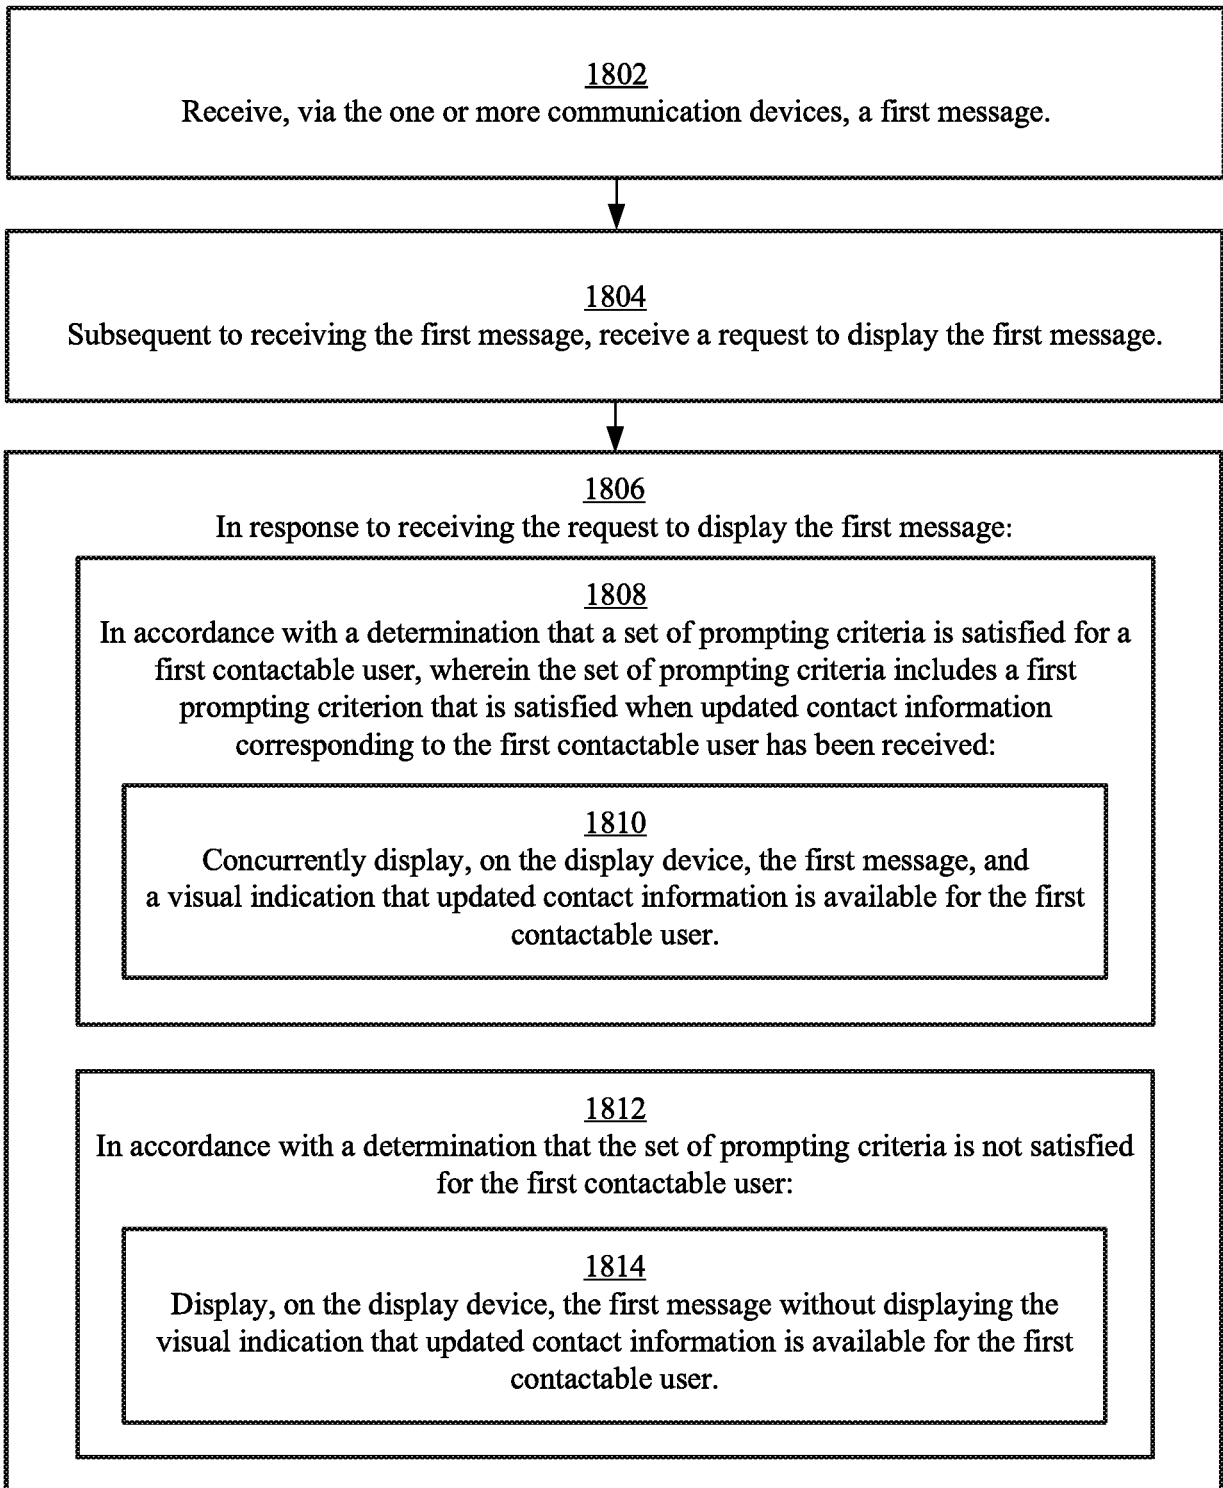 1802
Receive, via the one or more communication devices, a first message.
1804
Subsequent to receiving the first message, receive a request to display the first message.
1806
In response to receiving the request to display the first message:
1808
In accordance with a determination that a set of prompting criteria is satisfied for a
first contactable user, wherein the set of prompting criteria includes a first
prompting criterion that is satisfied when updated contact information
corresponding to the first contactable user has been received:
1810
Concurrently display, on the display device, the first message, and
a visual indication that updated contact information is available for the first
contactable user.
1812
In accordance with a determination that the set of prompting criteria is not satisfied
for the first contactable user:
1814
Display, on the display device, the first message without displaying the
visual indication that updated contact information is available for the first
contactable user.